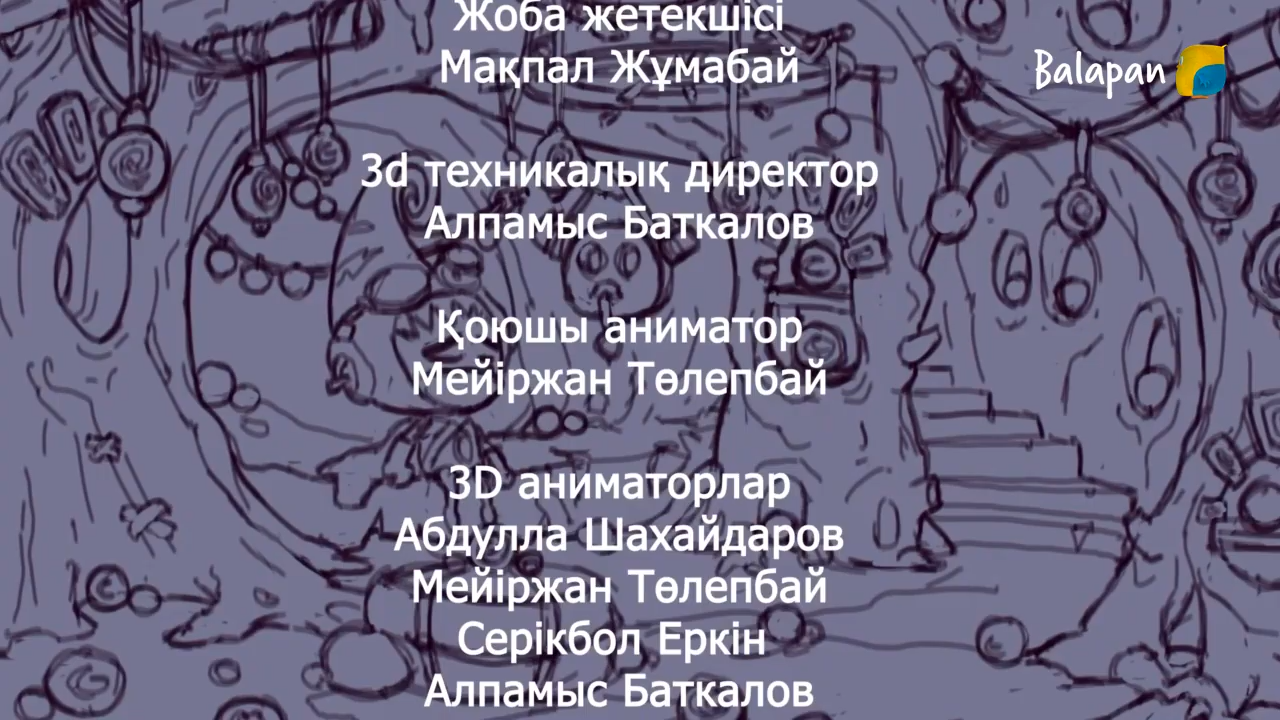 Жоба жетекшісі
Мақпал Жұмабай
Balapan
3d техникалық директор
Алпамыс Баткалов
Қоюшы аниматор
Мейіржан Төлепбай
3D аниматорлар
Абдулла Шахайдаров
Мейіржан Төлепбай
Серікбол Еркін
Алпамыс Баткалов